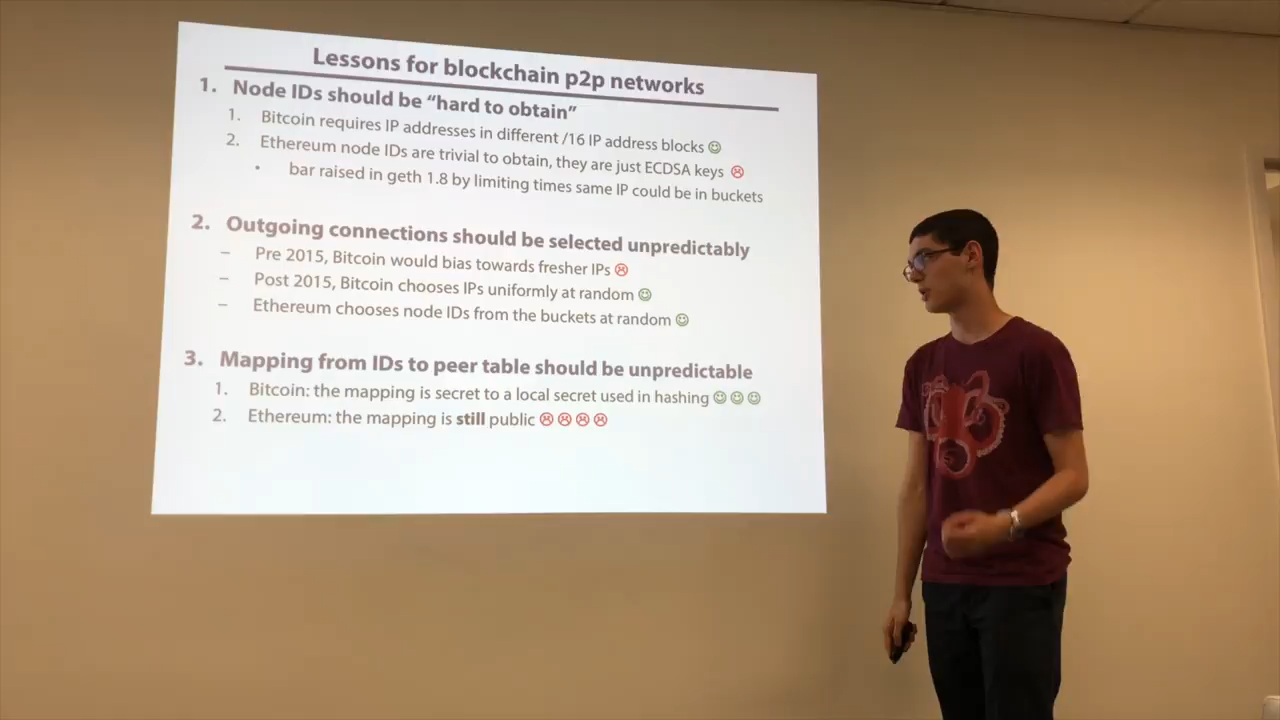 Lessons for blockchain p2p networks
1. Node IDs should be “hard to obtain”
1. Bitcoin requires IP addresses in different /16 IP address blocks ☺
2. Ethereum node IDs are trivial to obtain, they are just ECDSA keys ☹
• bar raised in geth 1.8 by limiting times same IP could be in buckets
2. Outgoing connections should be selected unpredictably
– Pre 2015, Bitcoin would bias towards fresher IPs ☹
– Post 2015, Bitcoin chooses IPs uniformly at random ☺
– Ethereum chooses node IDs from the buckets at random ☺
3. Mapping from IDs to peer table should be unpredictable
1. Bitcoin: the mapping is secret to a local secret used in hashing ☺ ☺ ☺
2. Ethereum: the mapping is still public ☹ ☹ ☹ ☹